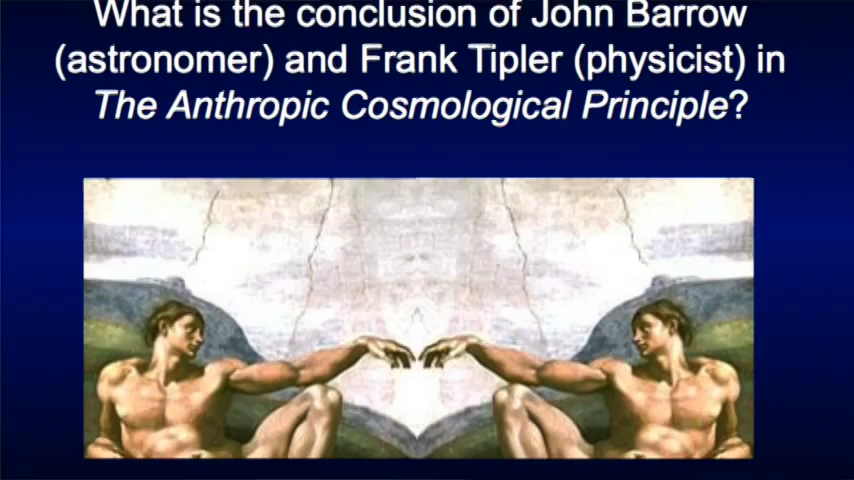 What is the conclusion of John Barrow
(astronomer) and Frank Tipler (physicist) in
The Anthropic Cosmological Principle?